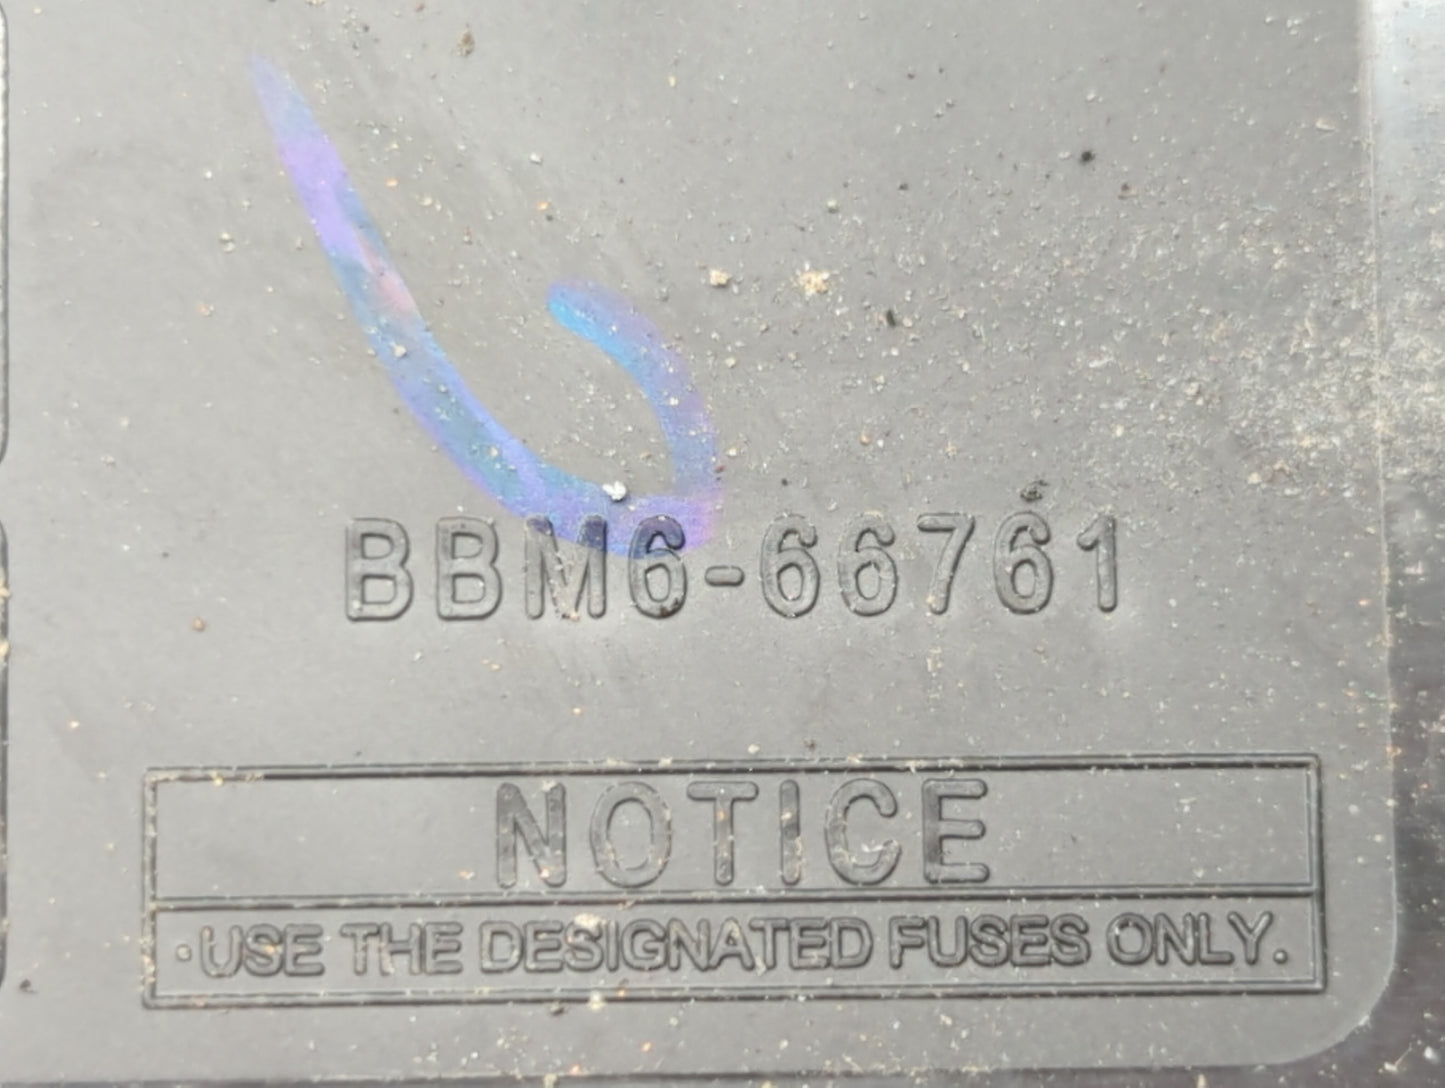 BBM6-66761
NOTICE
·USE THE DESIGNATED FUSES ONLY.